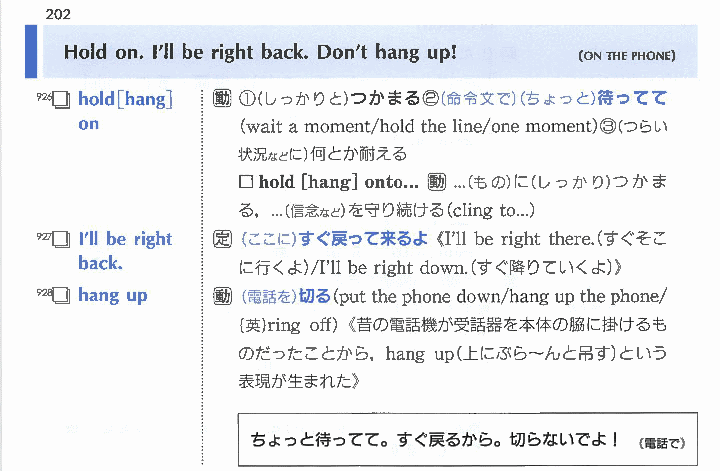 202
Hold on. I'll be right back. Don't hang up! (ON THE PHONE)
926 hold[hang] on
動 ①(しっかりと)つかまる②(命令文で)(ちょっと)待ってて
(wait a moment/hold the line/one moment)③(つらい
状況などに)何とか耐える
□ hold [hang] onto... 動 ...(もの)に(しっかり)つかま
る，...(信念など)を守り続ける(cling to...)
927 I'll be right back.
定 (ここに)すぐ戻って来るよ《I'll be right there.(すぐそこ
に行くよ)/I'll be right down.(すぐ降りていくよ)》
928 hang up
動 (電話を)切る(put the phone down/hang up the phone/
{英}ring off)《昔の電話機が受話器を本体の脇に掛けるも
のだったことから，hang up(上にぶら〜んと吊す)という
表現が生まれた》
ちょっと待ってて。すぐ戻るから。切らないでよ！ (電話で)